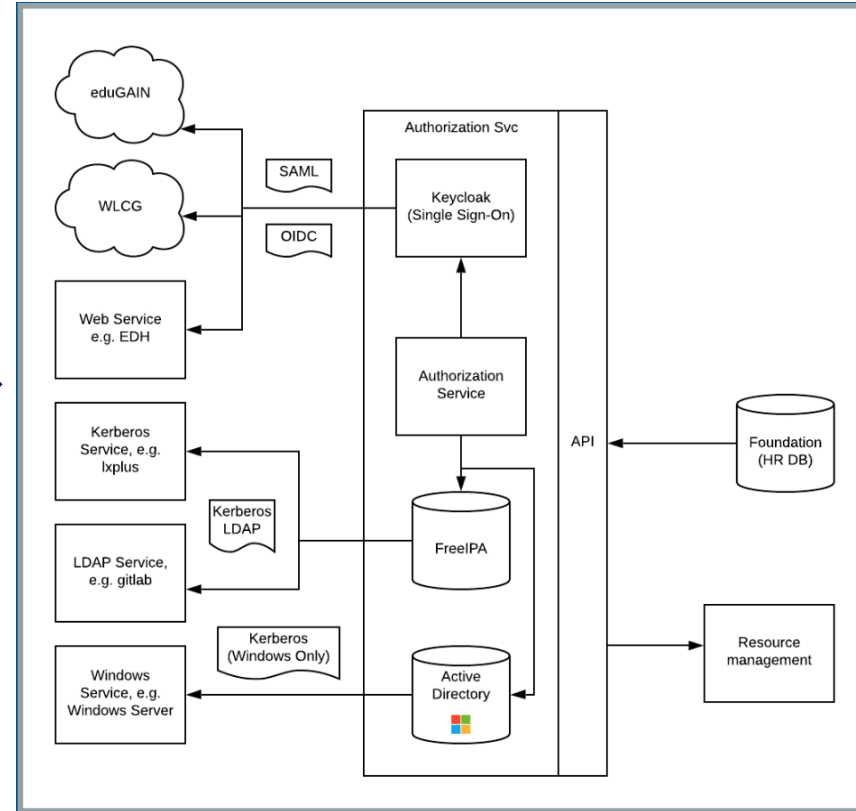 eduGAIN
Authorization Svc
SAML
Keycloak
(Single Sign-On)
WLCG
OIDC
Web Service
e.g. EDH
Authorization
Service
Kerberos
Service, e.g.
lxplus
API
Foundation
(HR DB)
Kerberos
LDAP
FreeIPA
LDAP Service,
e.g. gitlab
Kerberos
(Windows Only)
Resource
management
Windows
Service, e.g.
Windows Server
Active
Directory